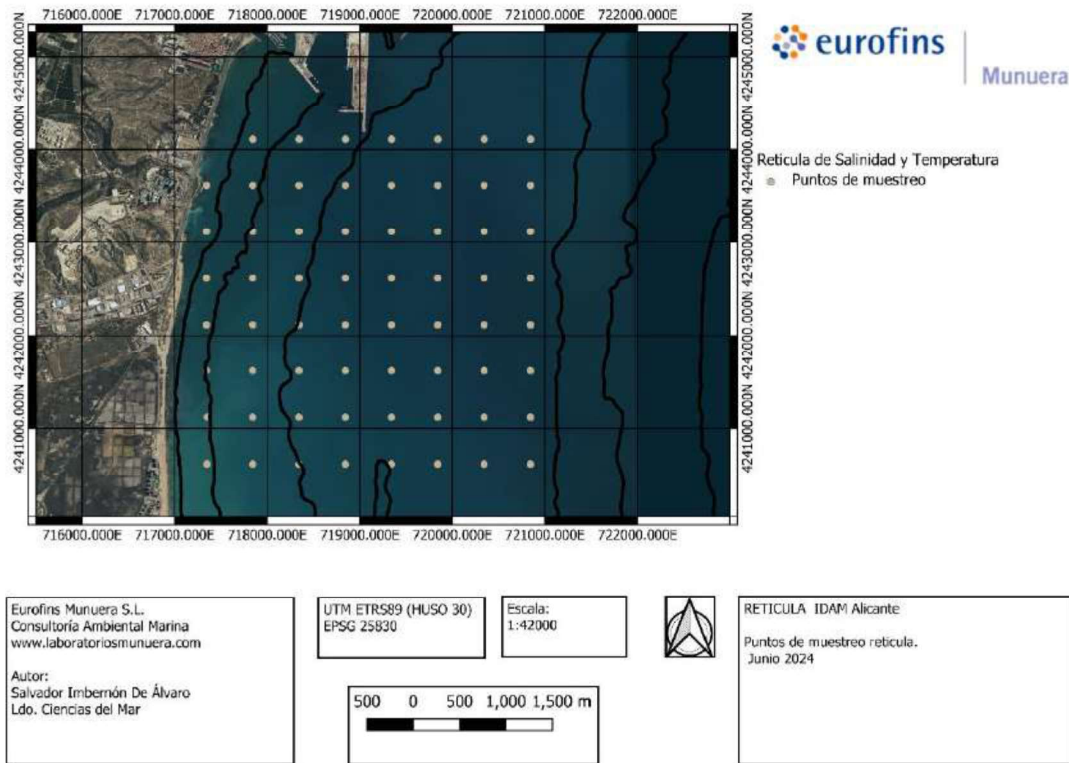 716000.000E 717000.000E 718000.000E 719000.000E 720000.000E 721000.000E 722000.000E
4245000.000N
4244000.000N
4243000.000N
4242000.000N
4241000.000N
4245000.000N
4244000.000N
4243000.000N
4242000.000N
4241000.000N
716000.000E 717000.000E 718000.000E 719000.000E 720000.000E 721000.000E 722000.000E
eurofins
Munuera
Reticula de Salinidad y Temperatura
Puntos de muestreo
Eurofins Munuera S.L.
Consultoría Ambiental Marina
www.laboratoriosmunuera.com
Autor:
Salvador Imbernón De Álvaro
Ldo. Ciencias del Mar
UTM ETRS89 (HUSO 30)
EPSG 25830
Escala:
1:42000
500 0 500 1,000 1,500 m
RETICULA IDAM Alicante
Puntos de muestreo reticula.
Junio 2024